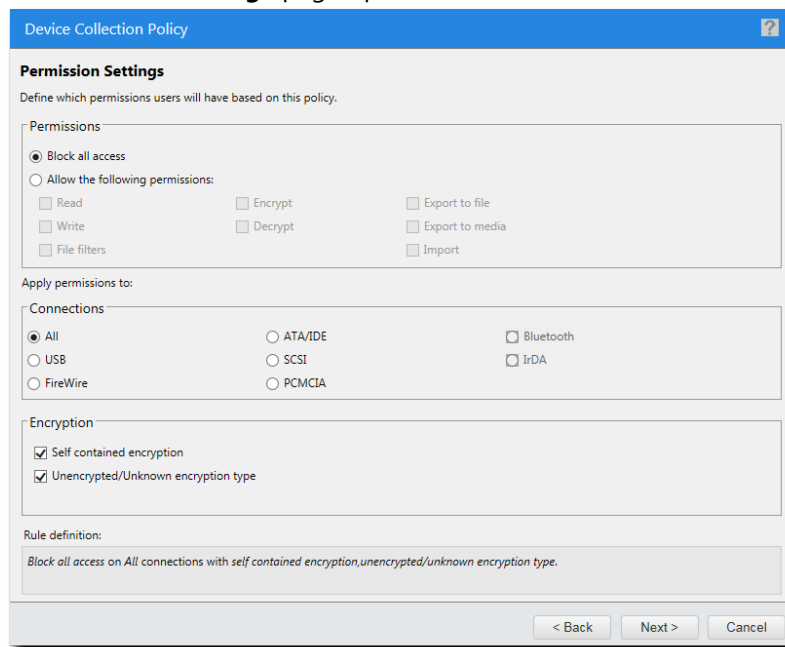 Device Collection Policy ?
Permission Settings
Define which permissions users will have based on this policy.
Permissions
Block all access
Allow the following permissions:
Read Encrypt Export to file
Write Decrypt Export to media
File filters Import
Apply permissions to:
Connections
All ATA/IDE Bluetooth
USB SCSI IrDA
FireWire PCMCIA
Encryption
Self contained encryption
Unencrypted/Unknown encryption type
Rule definition:
Block all access on All connections with self contained encryption,unencrypted/unknown encryption type.
< Back Next > Cancel